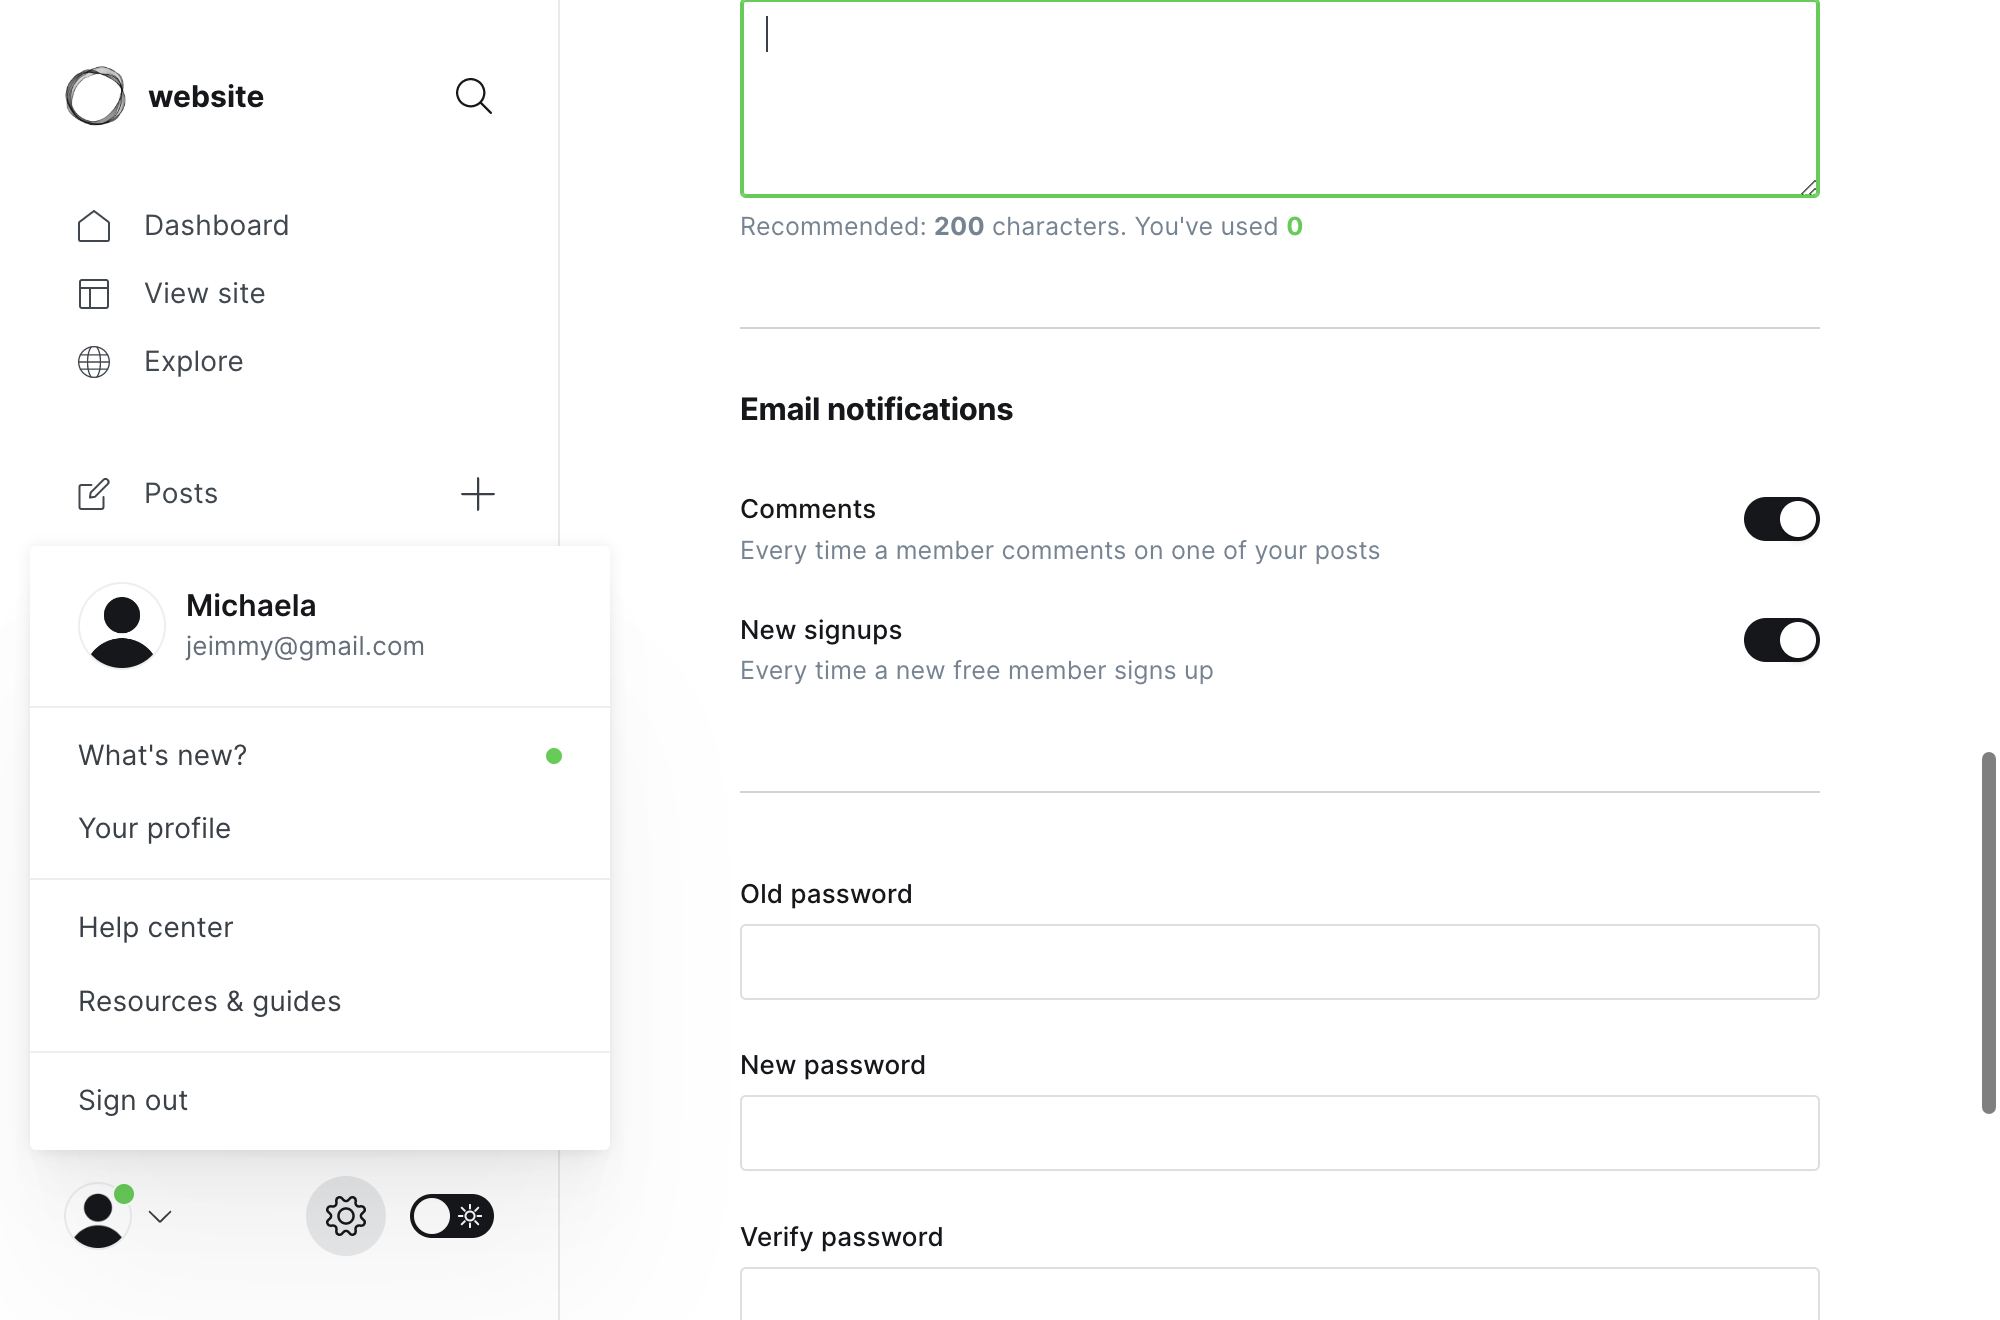 website
Dashboard
View site
Explore
Posts
Michaela
jeimmy@gmail.com
What's new?
Your profile
Help center
Resources & guides
Sign out
Recommended: 200 characters. You've used 0
Email notifications
Comments
Every time a member comments on one of your posts
New signups
Every time a new free member signs up
Old password
New password
Verify password